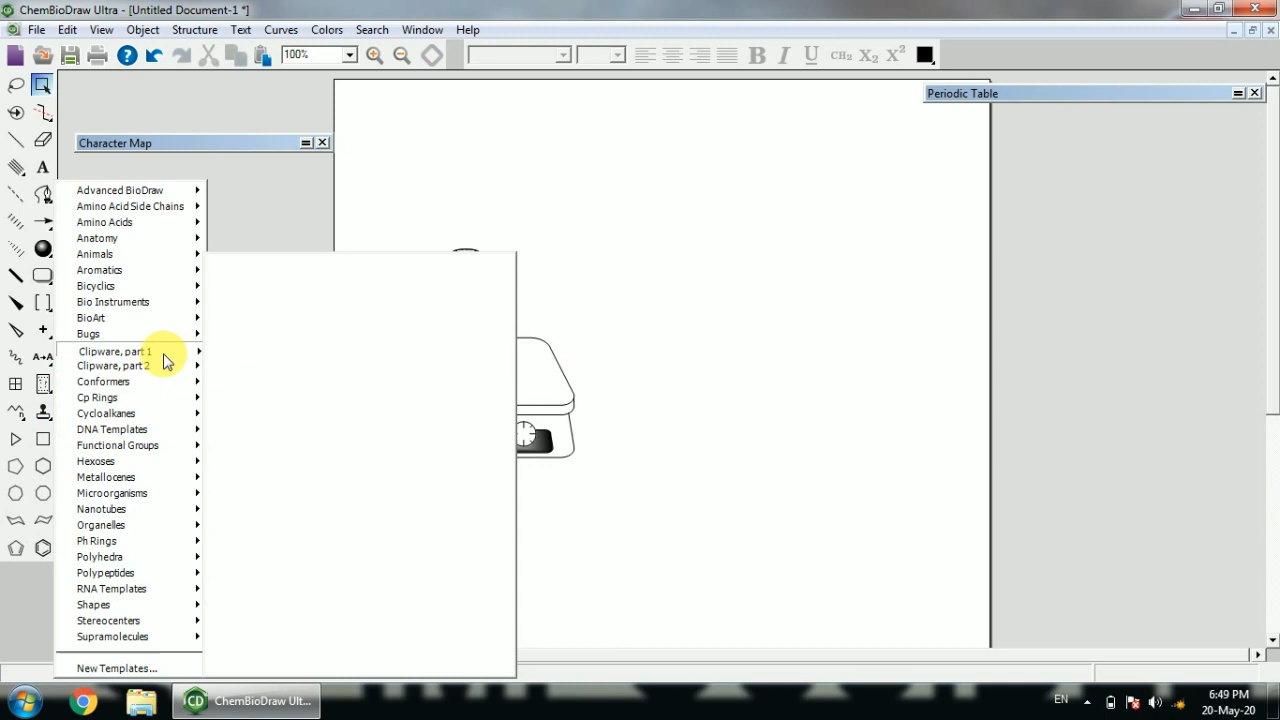 ChemBioDraw Ultra - [Untitled Document-1 *]
File Edit View Object Structure Text Curves Colors Search Window Help
100%
B I U CH2 X2 X2
Periodic Table
Character Map
A
Advanced BioDraw
Amino Acid Side Chains
Amino Acids
Anatomy
Animals
Aromatics
Bicyclics
Bio Instruments
BioArt
Bugs
Clipware, part 1
Clipware, part 2
A→A
Conformers
Cp Rings
Cycloalkanes
DNA Templates
Functional Groups
Hexoses
Metallocenes
Microorganisms
Nanotubes
Organelles
Ph Rings
Polyhedra
Polypeptides
RNA Templates
Shapes
Stereocenters
Supramolecules
New Templates...
CD ChemBioDraw Ult...
EN
6:49 PM
20-May-20